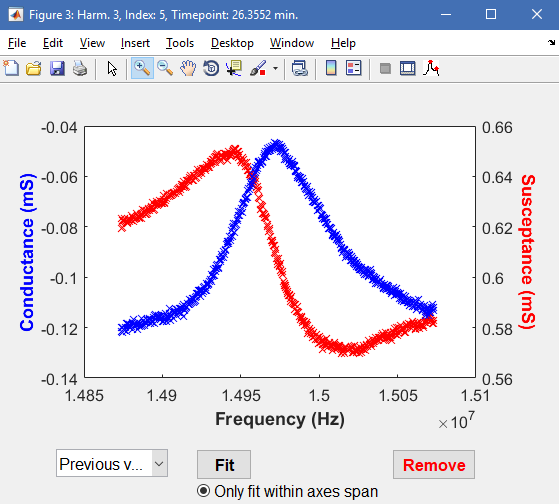 Figure 3: Harm. 3, Index: 5, Timepoint: 26.3552 min.
File Edit View Insert Tools Desktop Window Help
-0.04
-0.06
-0.08
-0.1
-0.12
-0.14
Conductance (mS)
0.66
0.64
0.62
0.6
0.58
0.56
Susceptance (mS)
1.485 1.49 1.495 1.5 1.505 1.51
×10^7
Frequency (Hz)
Previous v... Fit Remove
Only fit within axes span